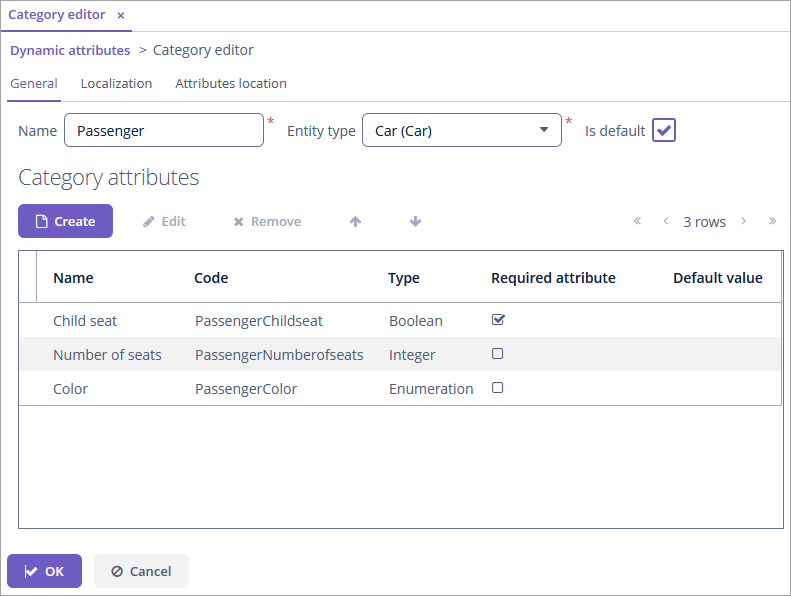 Category editor ×
Dynamic attributes > Category editor
General Localization Attributes location
Name Passenger * Entity type Car (Car) * Is default
Category attributes
Create Edit Remove « ‹ 3 rows › »
Name Code Type Required attribute Default value
Child seat PassengerChildseat Boolean
Number of seats PassengerNumberofseats Integer
Color PassengerColor Enumeration
OK Cancel